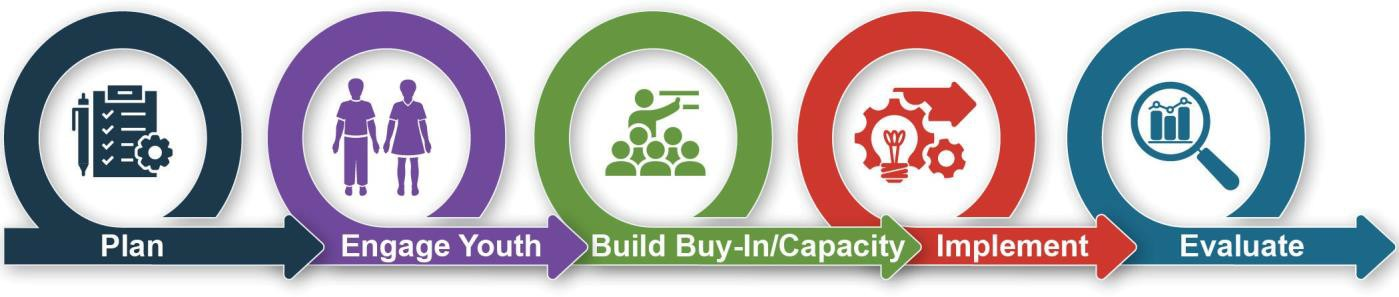 Plan
Engage Youth
Build Buy-In/Capacity
Implement
Evaluate